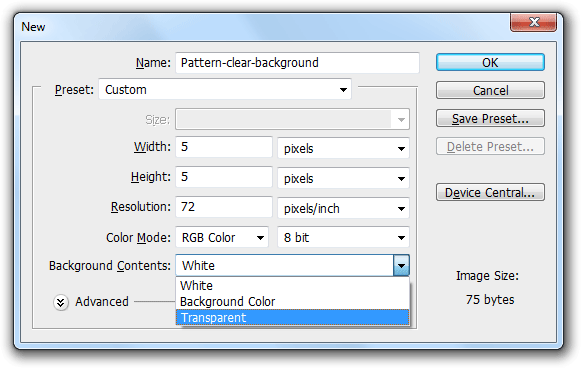 New
Name: Pattern-clear-background
OK
Preset: Custom
Cancel
Size:
Save Preset...
Width: 5 pixels
Delete Preset...
Height: 5 pixels
Device Central...
Resolution: 72 pixels/inch
Color Mode: RGB Color 8 bit
Background Contents: White
Image Size:
White
75 bytes
Advanced
Background Color
Transparent